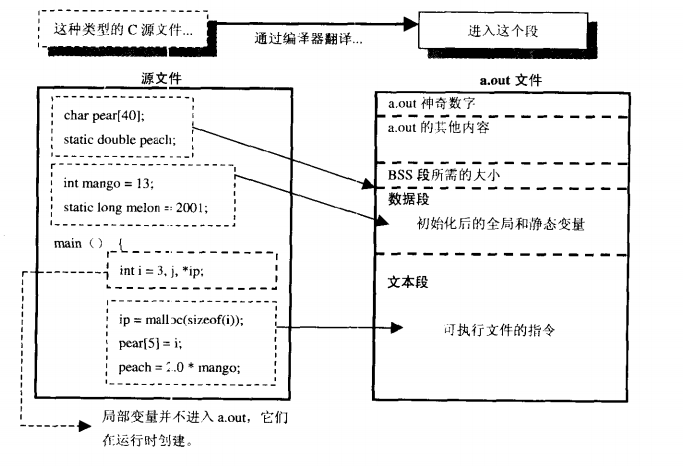 这种类型的 C 源文件...
通过编泽器翻译...
进入这个段
源文件
char pear[40];
static double peach;
int mango = 13;
static long melon = 2001;
main () {
int i = 3, j, *ip;
ip = malloc(sizeof(i));
pear[5] = i;
peach = 2.0 * mango;
局部变量并不进入 a.out，它们
在运行时创建。
a.out 文件
a.out 神奇数字
a.out 的其他内容
BSS 段所需的大小
数据段
初始化后的全局和静态变量
文本段
可执行文件的指令